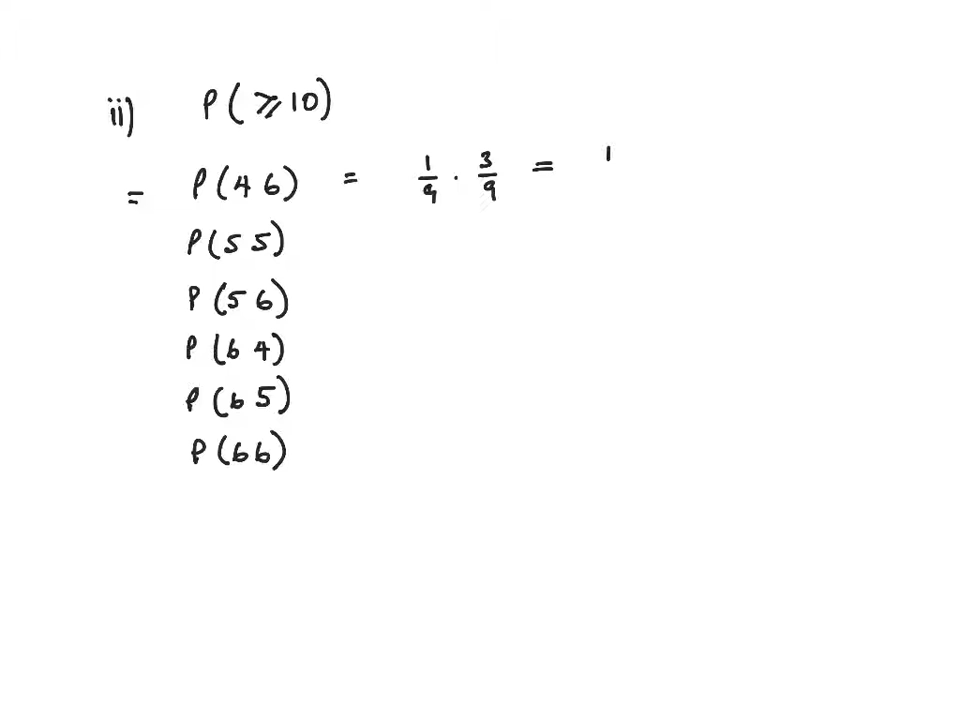 ii) P(⩾10)
= P(4 6) = 1/9 · 3/9 = 1
P(5 5)
P(5 6)
P(6 4)
P(6 5)
P(6 6)